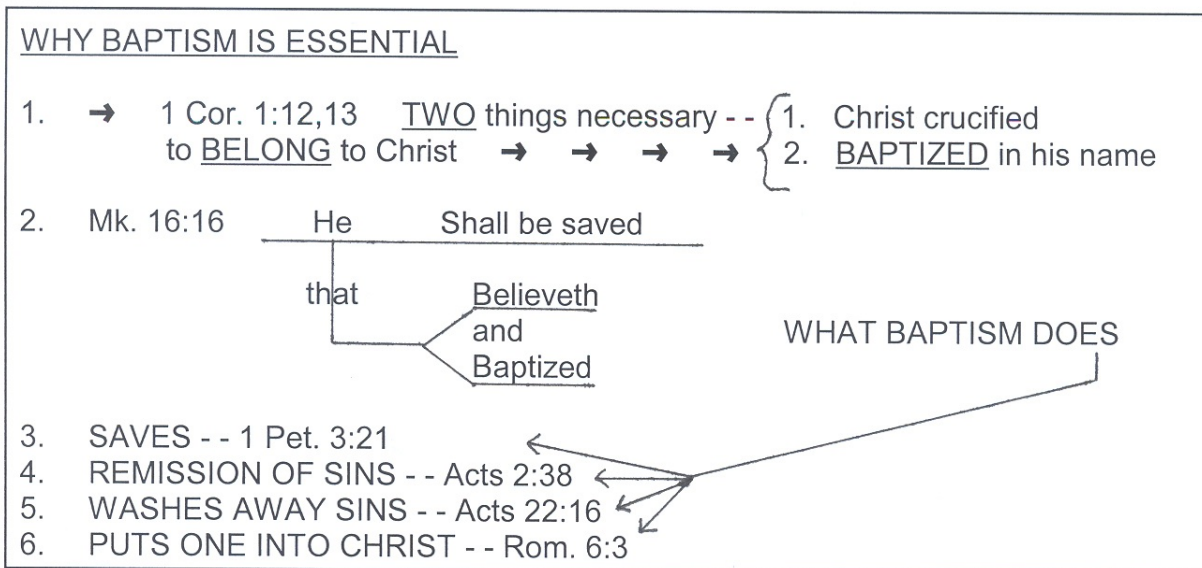 WHY BAPTISM IS ESSENTIAL
1. ➔ 1 Cor. 1:12,13 TWO things necessary - - 1. Christ crucified
to BELONG to Christ ➔ ➔ ➔ ➔ 2. BAPTIZED in his name
2. Mk. 16:16 He Shall be saved
that Believeth
and
WHAT BAPTISM DOES
Baptized
3. SAVES - - 1 Pet. 3:21
4. REMISSION OF SINS - - Acts 2:38
5. WASHES AWAY SINS - - Acts 22:16
6. PUTS ONE INTO CHRIST - - Rom. 6:3